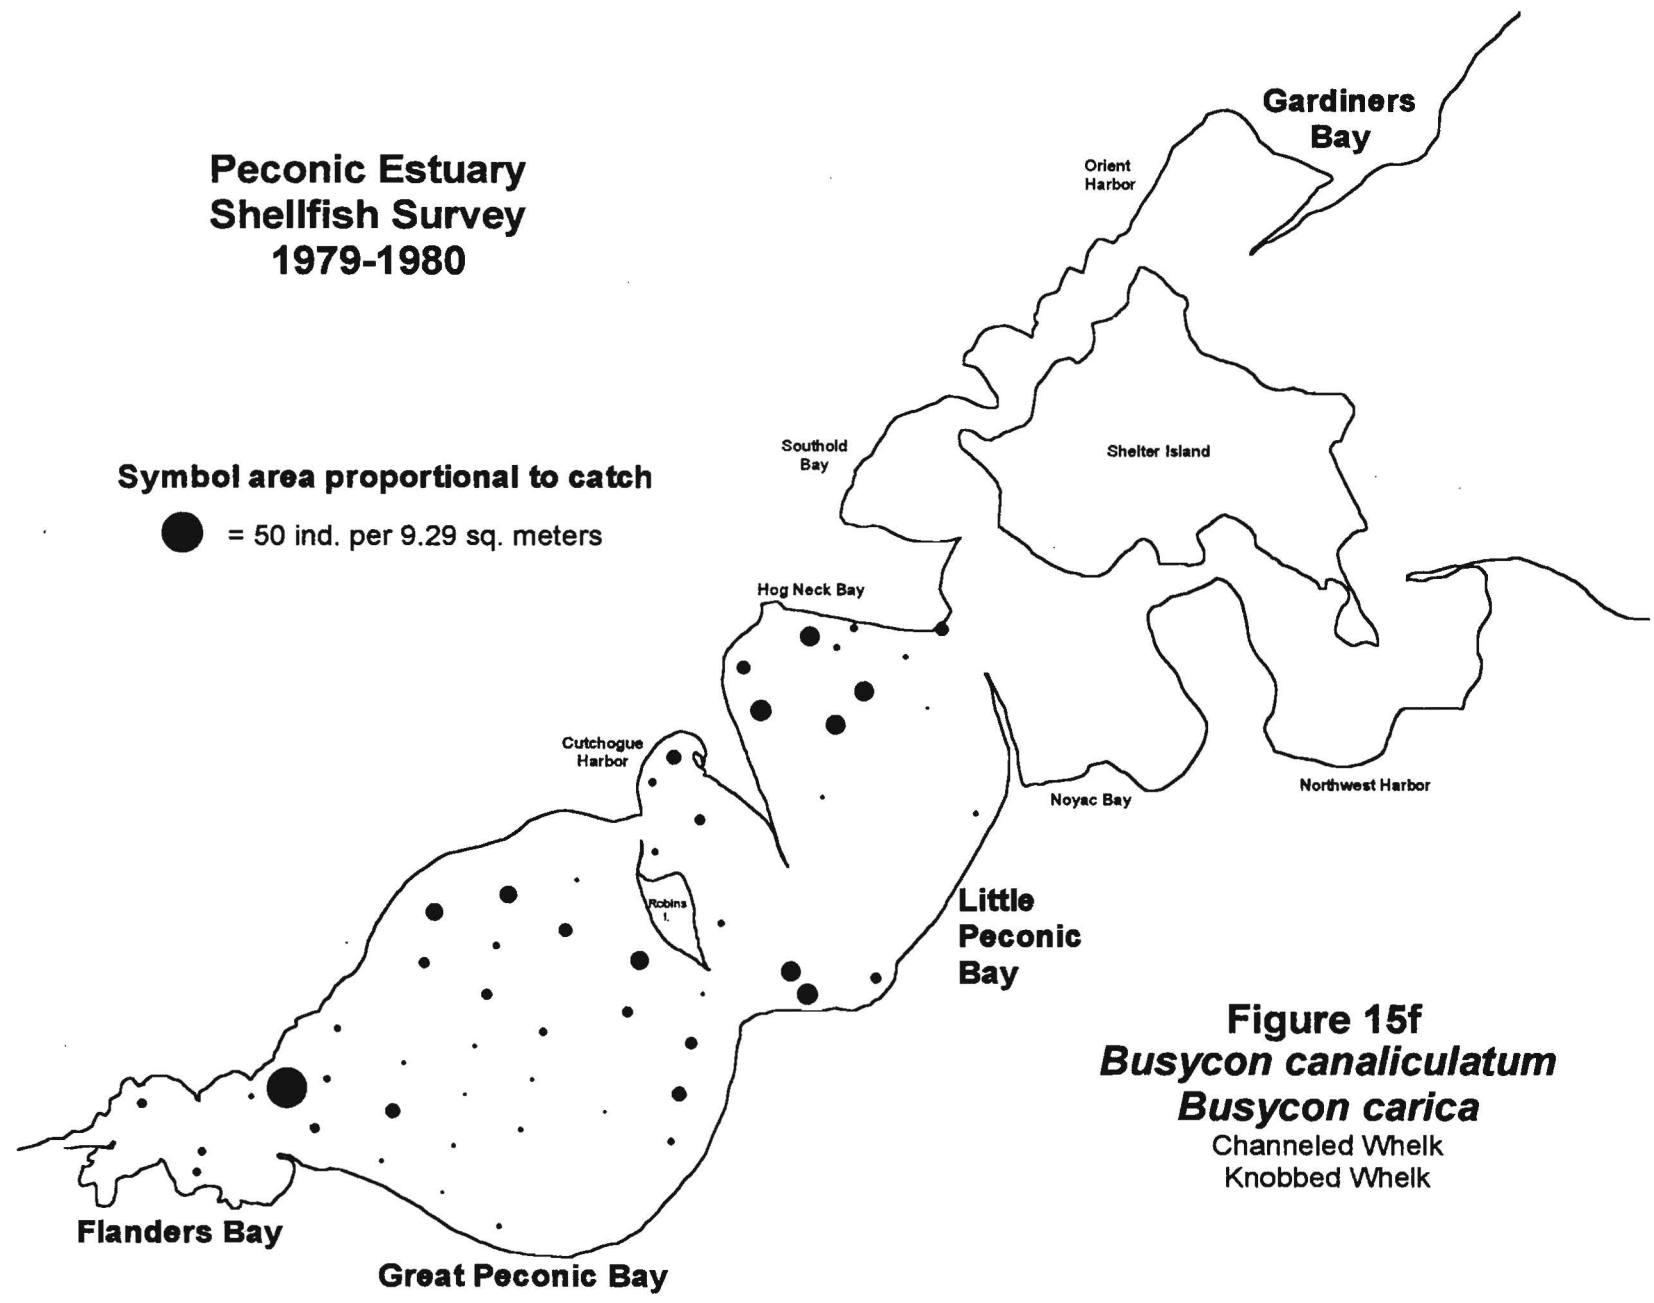 Gardiners
Bay
Orient
Harbor
Peconic Estuary
Shellfish Survey
1979-1980
Southold
Bay
Shelter Island
Symbol area proportional to catch
= 50 ind. per 9.29 sq. meters
Hog Neck Bay
Cutchogue
Harbor
Noyac Bay
Northwest Harbor
Robins
I.
Little
Peconic
Bay
Figure 15f
Busycon canaliculatum
Busycon carica
Channeled Whelk
Knobbed Whelk
Flanders Bay
Great Peconic Bay